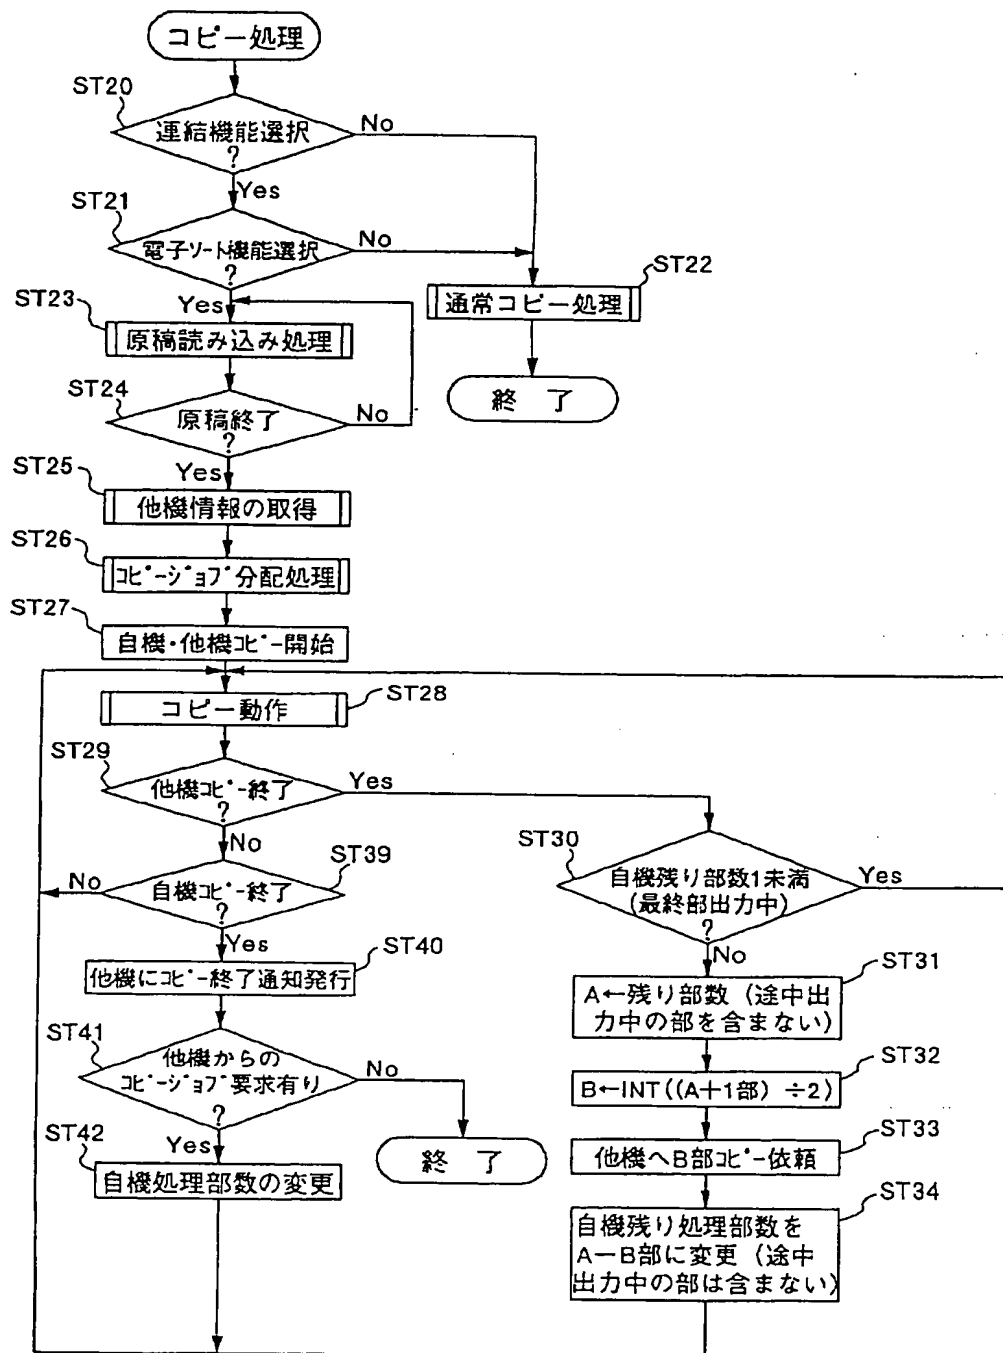 コピー処理
ST20
連結機能選択
?
No
Yes
ST21
電子ソート機能選択
?
No
Yes
ST22
通常コピー処理
終 了
ST23
原稿読み込み処理
ST24
原稿終了
?
No
Yes
ST25
他機情報の取得
ST26
コピージョブ分配処理
ST27
自機・他機コピー開始
ST28
コピー動作
ST29
他機コピー終了
?
Yes
No
ST30
自機残り部数1未満
(最終部出力中)
?
Yes
No
ST39
自機コピー終了
?
No
Yes
ST40
他機にコピー終了通知発行
ST41
他機からの
コピージョブ要求有り
?
No
Yes
終 了
ST42
自機処理部数の変更
ST31
A←残り部数(途中出
力中の部を含まない)
ST32
B←INT((A+1部)÷2)
ST33
他機へB部コピー依頼
ST34
自機残り処理部数を
A−B部に変更(途中
出力中の部は含まない)